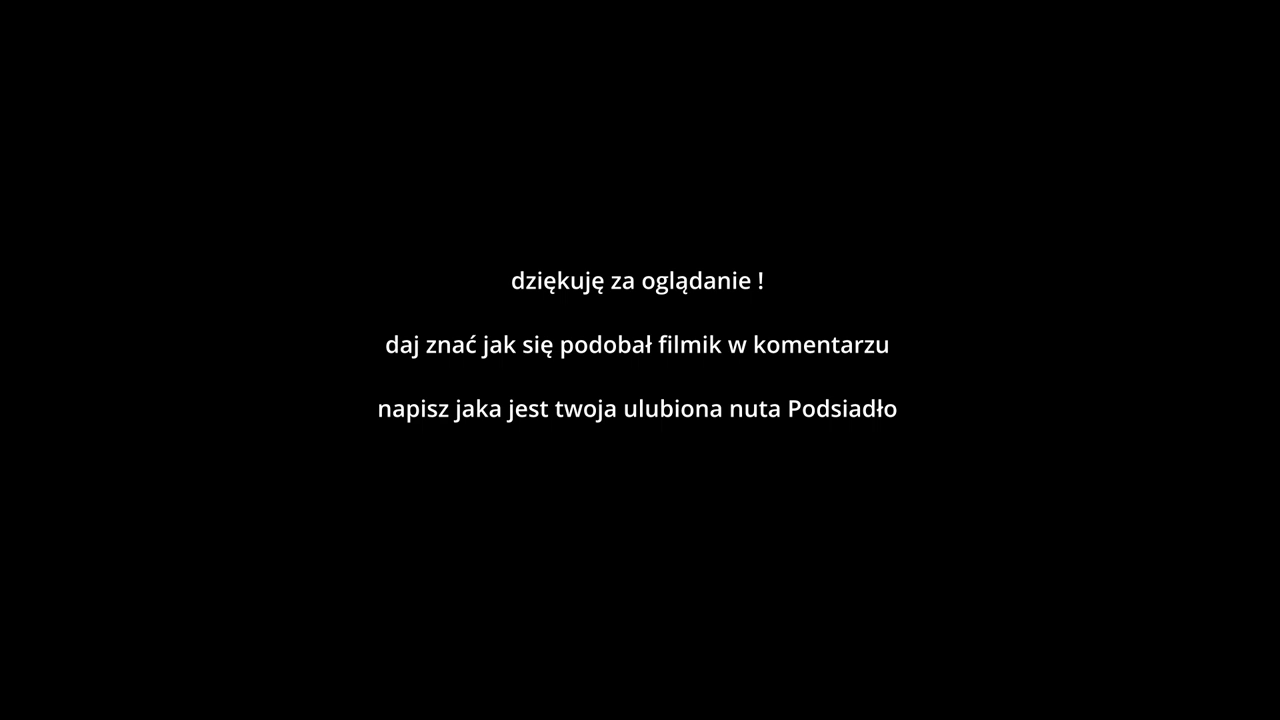 dziękuję za oglądanie !
daj znać jak się podobał filmik w komentarzu
napisz jaka jest twoja ulubiona nuta Podsiadło